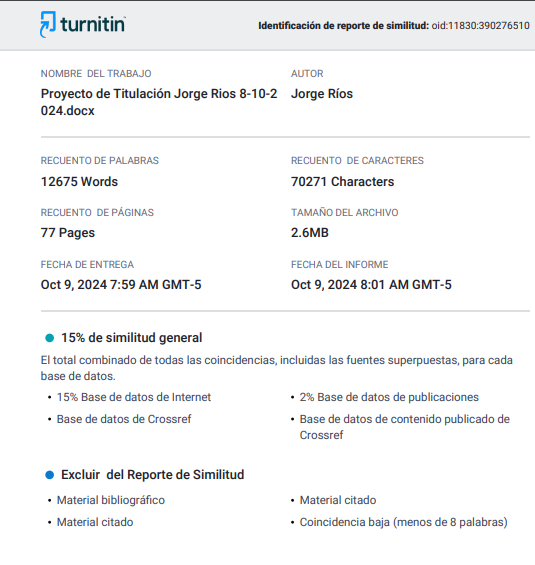 turnitin
Identificación de reporte de similitud: oid:11830:390276510
NOMBRE DEL TRABAJO
Proyecto de Titulación Jorge Rios 8-10-2
024.docx
AUTOR
Jorge Ríos
RECUENTO DE PALABRAS
12675 Words
RECUENTO DE CARACTERES
70271 Characters
RECUENTO DE PÁGINAS
77 Pages
TAMAÑO DEL ARCHIVO
2.6MB
FECHA DE ENTREGA
Oct 9, 2024 7:59 AM GMT-5
FECHA DEL INFORME
Oct 9, 2024 8:01 AM GMT-5
● 15% de similitud general
El total combinado de todas las coincidencias, incluidas las fuentes superpuestas, para cada
base de datos.
• 15% Base de datos de Internet
• 2% Base de datos de publicaciones
• Base de datos de Crossref
• Base de datos de contenido publicado de
Crossref
● Excluir del Reporte de Similitud
• Material bibliográfico
• Material citado
• Material citado
• Coincidencia baja (menos de 8 palabras)